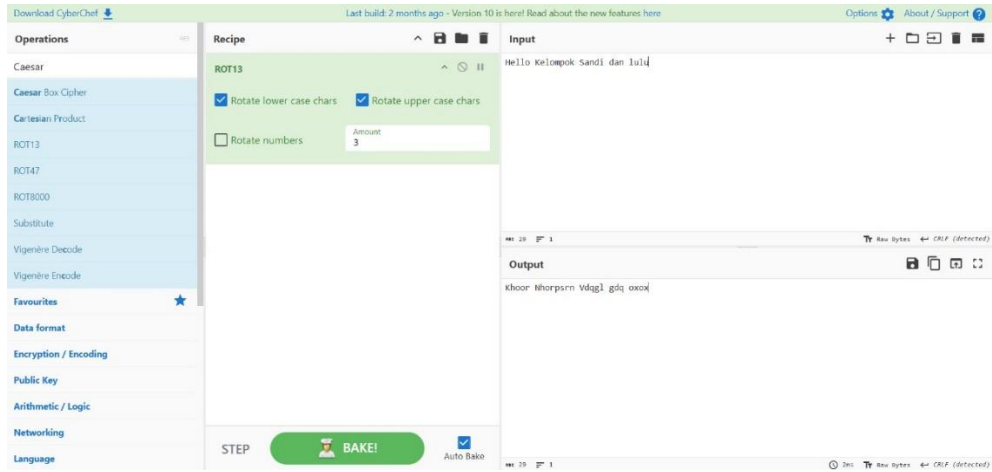 Download CyberChef
Last build: 2 months ago - Version 10 is here! Read about the new features here
Options
About / Support
Operations
Caesar
Caesar Box Cipher
Cartesian Product
ROT13
ROT47
ROT8000
Substitute
Vigenère Decode
Vigenère Encode
Favourites
Data format
Encryption / Encoding
Public Key
Arithmetic / Logic
Networking
Language
Recipe
ROT13
Rotate lower case chars
Rotate upper case chars
Rotate numbers
Amount
3
STEP
BAKE!
Auto Bake
Input
Hello Kelompok Sandi dan lulu
29 1
Raw Bytes CRLF (detected)
Output
Khoor Nhorpsrn Vdqgl gdq oxox
29 1
2ms Raw Bytes CRLF (detected)